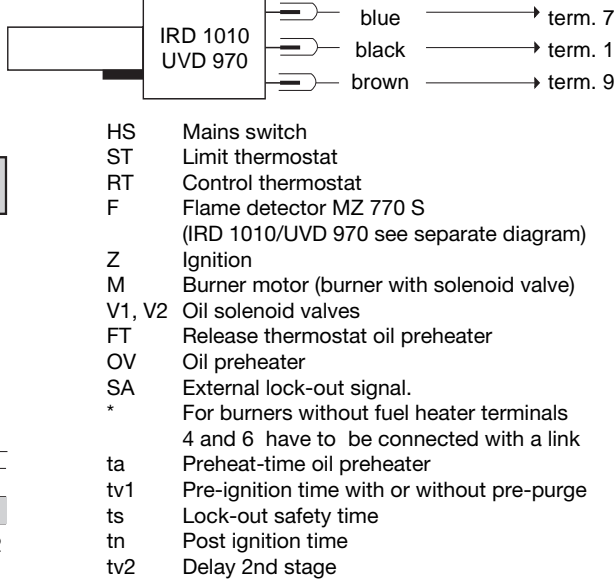 IRD 1010
UVD 970
blue term. 7
black term. 1
brown term. 9
HS Mains switch
ST Limit thermostat
RT Control thermostat
F Flame detector MZ 770 S
(IRD 1010/UVD 970 see separate diagram)
Z Ignition
M Burner motor (burner with solenoid valve)
V1, V2 Oil solenoid valves
FT Release thermostat oil preheater
OV Oil preheater
SA External lock-out signal.
* For burners without fuel heater terminals
4 and 6 have to be connected with a link
ta Preheat-time oil preheater
tv1 Pre-ignition time with or without pre-purge
ts Lock-out safety time
tn Post ignition time
tv2 Delay 2nd stage